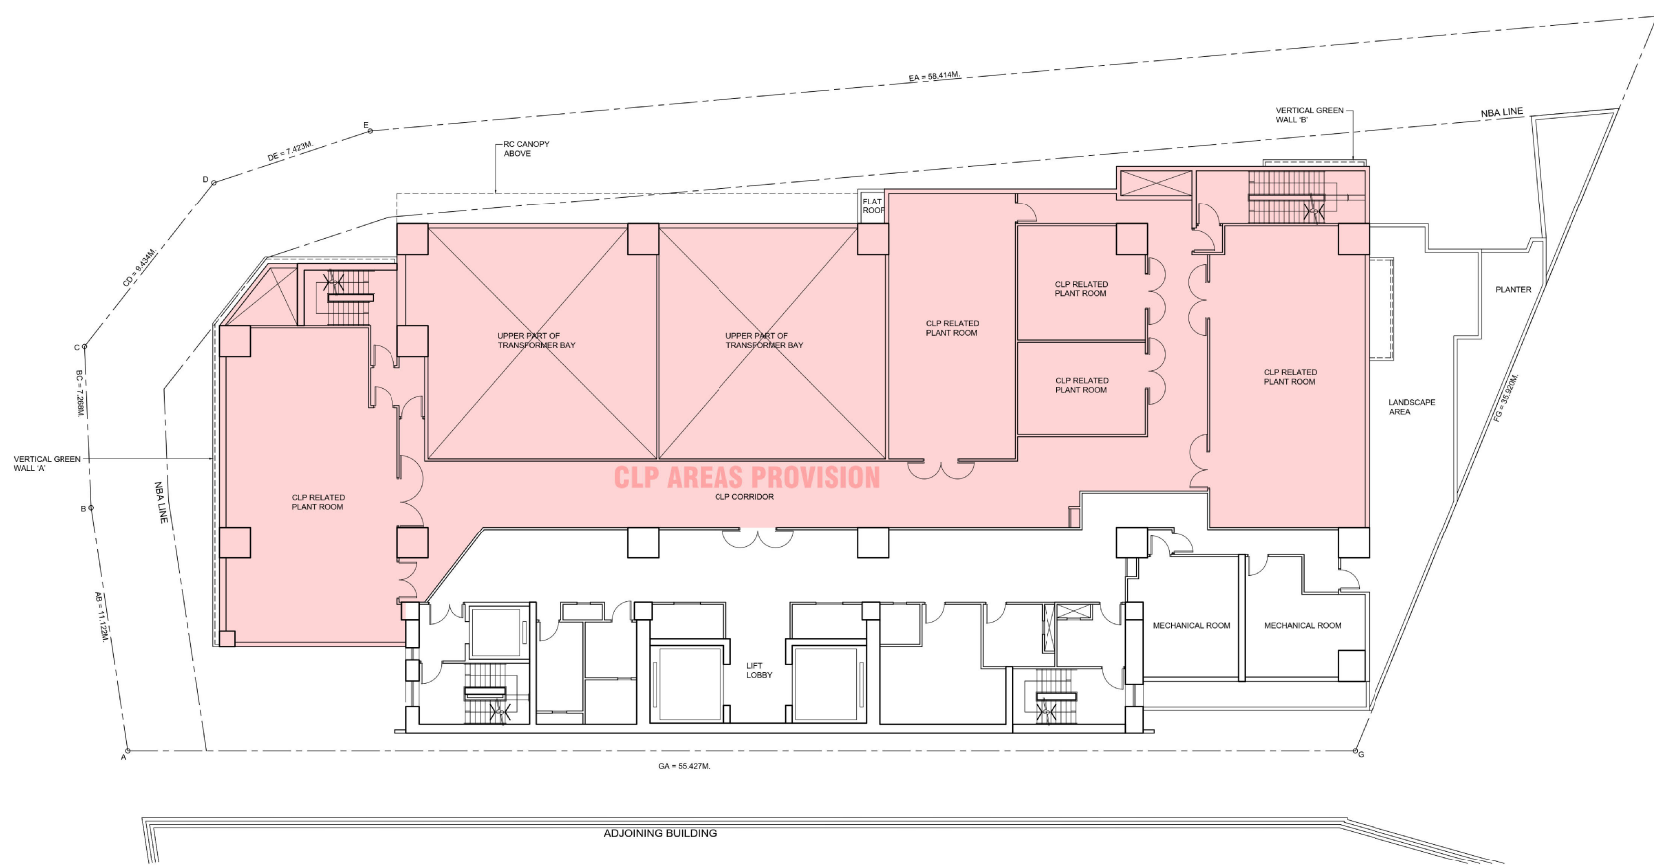 EA = 58.414M.
VERTICAL GREEN
WALL 'B'
NBA LINE
E
DE = 7.423M.
RC CANOPY
ABOVE
D
FLAT
ROOF
CD = 9.434M.
CLP RELATED
PLANT ROOM
PLANTER
CLP RELATED
PLANT ROOM
UPPER PART OF
TRANSFORMER BAY
UPPER PART OF
TRANSFORMER BAY
C
BC = 7.268M.
CLP RELATED
PLANT ROOM
CLP RELATED
PLANT ROOM
LANDSCAPE
AREA
FG = 35.920M.
VERTICAL GREEN
WALL 'A'
NBA LINE
CLP AREAS PROVISION
CLP CORRIDOR
CLP RELATED
PLANT ROOM
B
AB = 11.122M.
MECHANICAL ROOM
MECHANICAL ROOM
LIFT
LOBBY
A
G
GA = 55.427M.
ADJOINING BUILDING